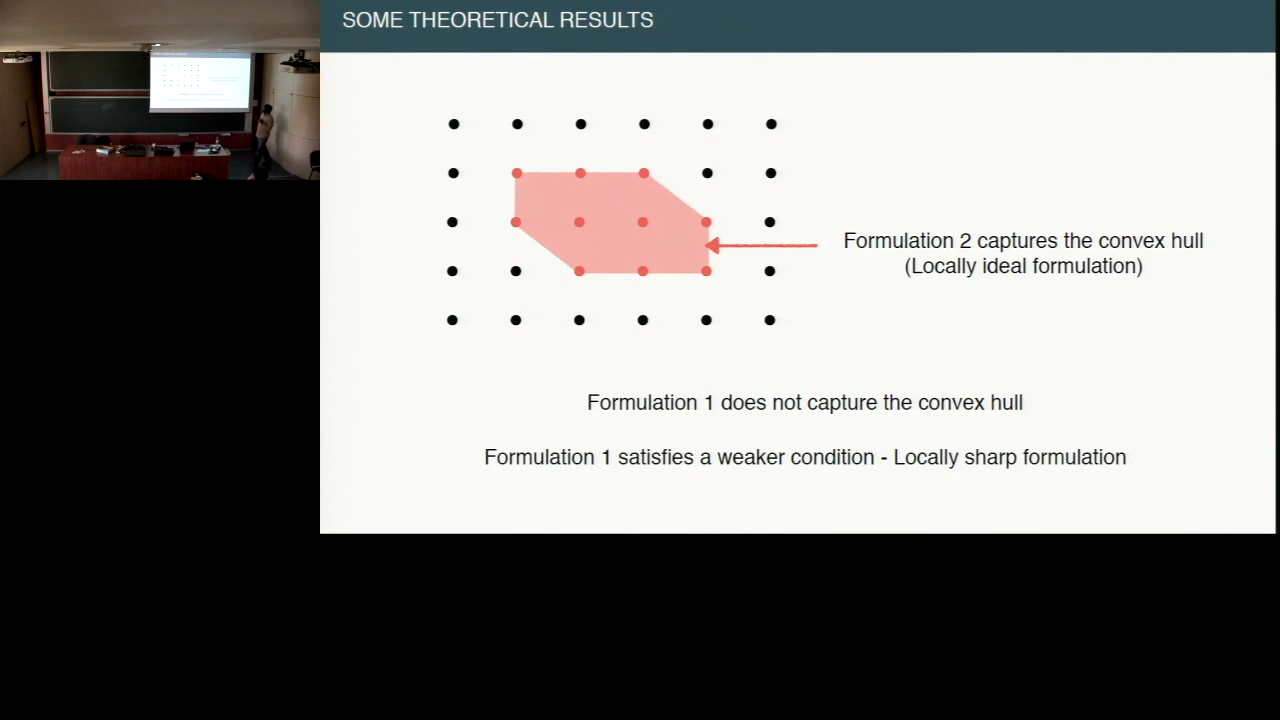 SOME THEORETICAL RESULTS
Formulation 2 captures the convex hull
(Locally ideal formulation)
Formulation 1 does not capture the convex hull
Formulation 1 satisfies a weaker condition - Locally sharp formulation